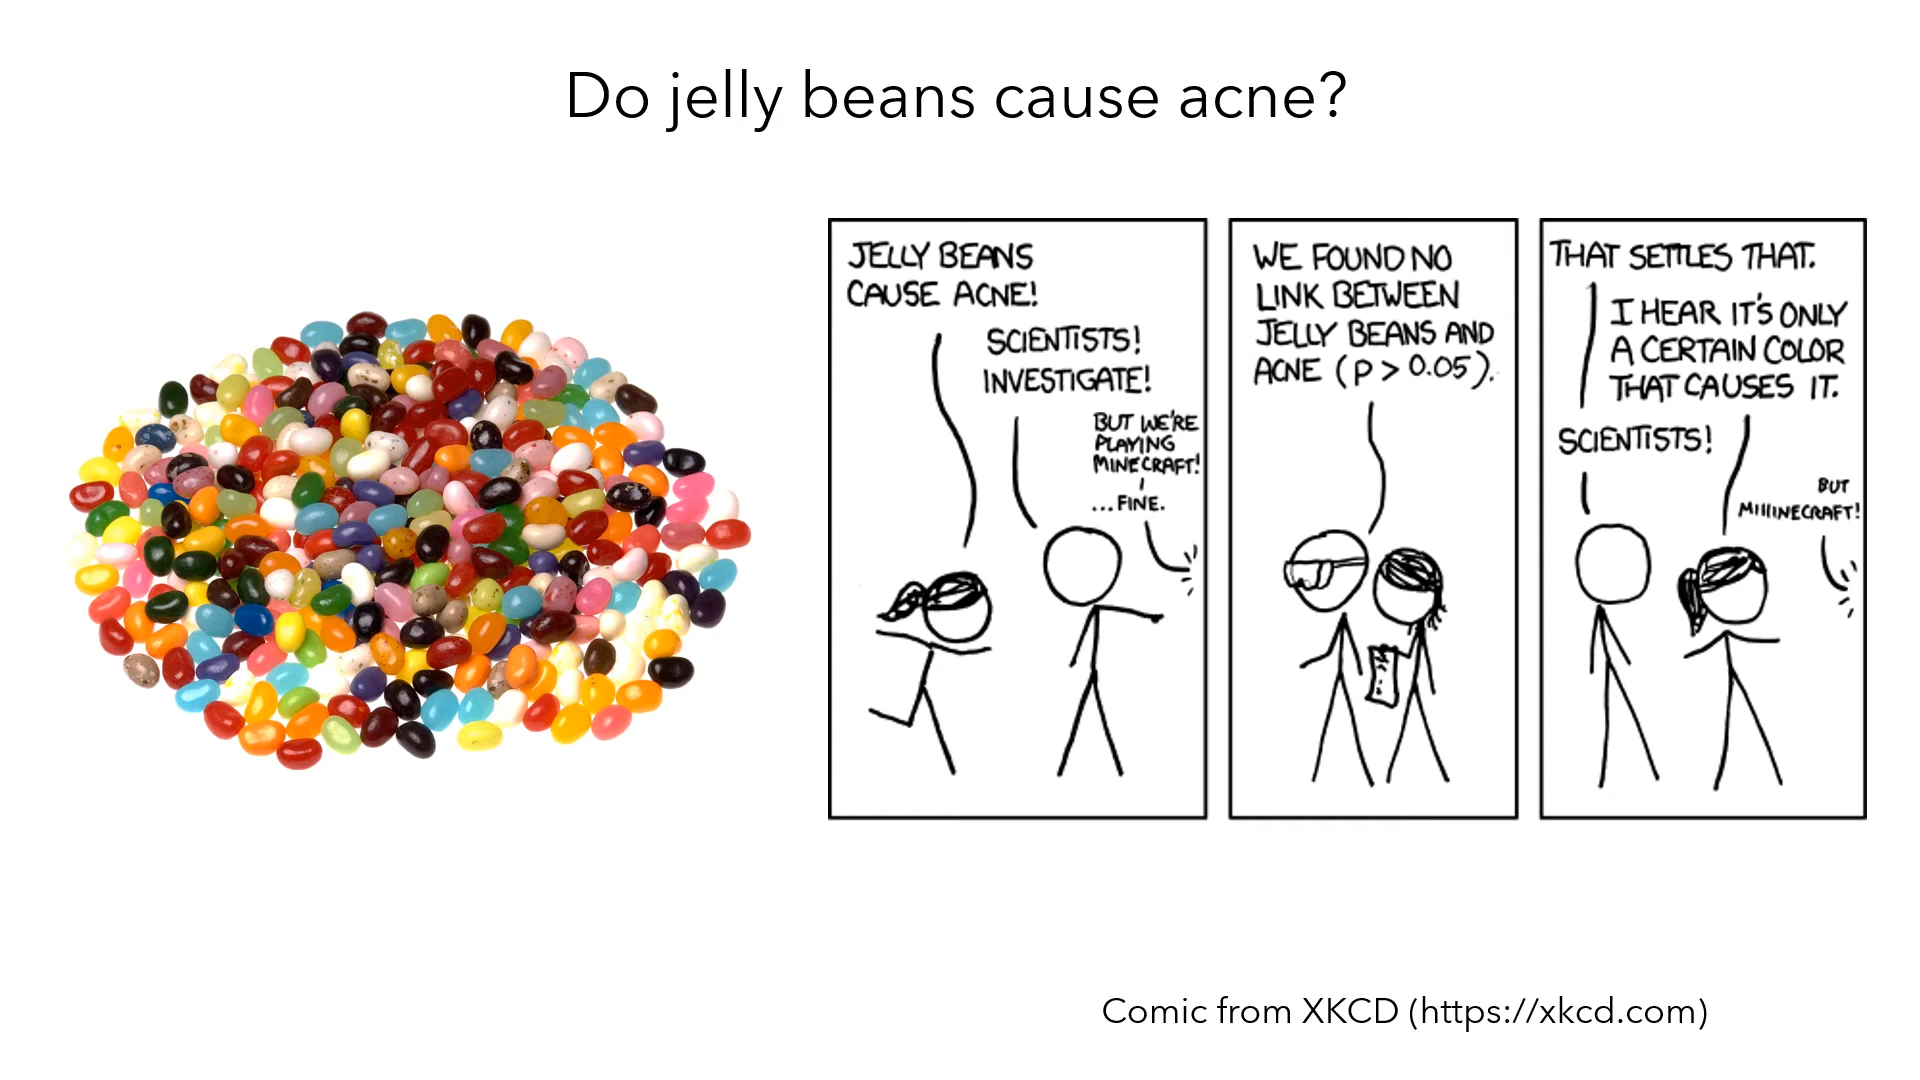 Do jelly beans cause acne?
JELLY BEANS
CAUSE ACNE!
SCIENTISTS!
INVESTIGATE!
BUT WE'RE
PLAYING
MINECRAFT!
...FINE.
WE FOUND NO
LINK BETWEEN
JELLY BEANS AND
ACNE (P > 0.05).
THAT SETTLES THAT.
I HEAR IT'S ONLY
A CERTAIN COLOR
THAT CAUSES IT.
SCIENTISTS!
BUT
MIIIINECRAFT!
Comic from XKCD (https://xkcd.com)